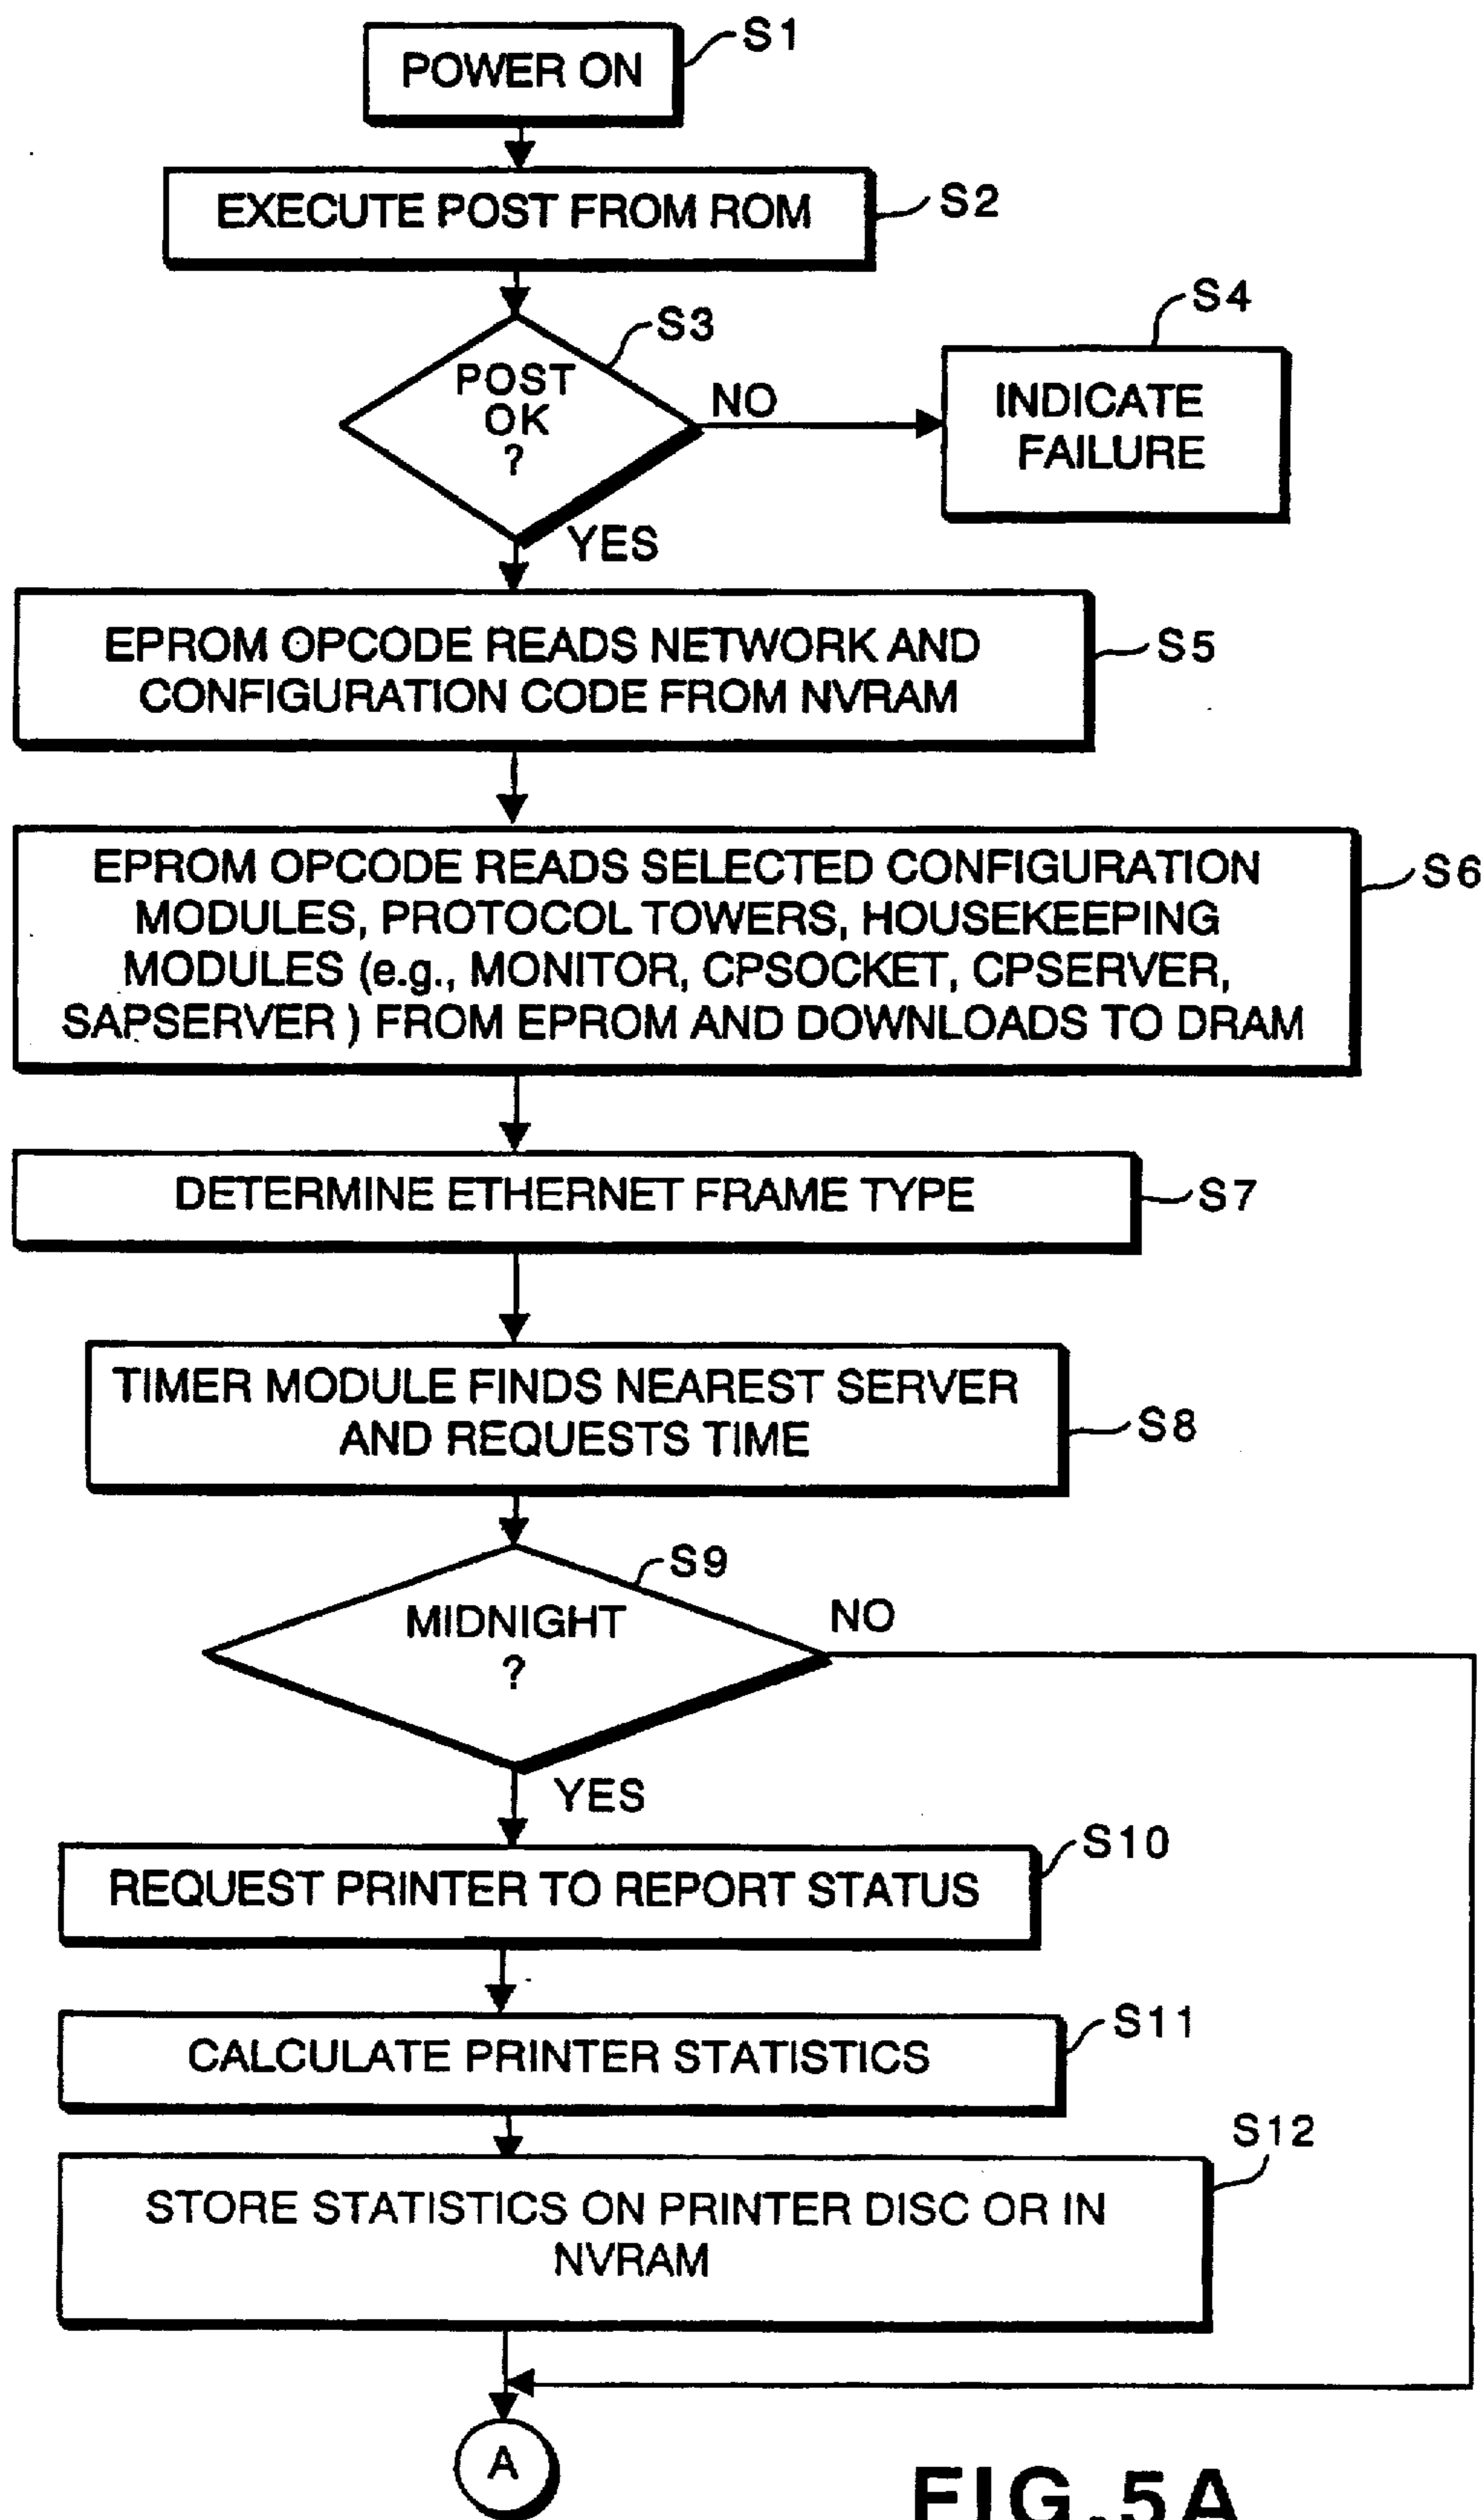 POWER ON
S1
EXECUTE POST FROM ROM
S2
POST
OK
?
S3
NO
INDICATE
FAILURE
S4
YES
EPROM OPCODE READS NETWORK AND
CONFIGURATION CODE FROM NVRAM
S5
EPROM OPCODE READS SELECTED CONFIGURATION
MODULES, PROTOCOL TOWERS, HOUSEKEEPING
MODULES (e.g., MONITOR, CPSOCKET, CPSERVER,
SAPSERVER ) FROM EPROM AND DOWNLOADS TO DRAM
S6
DETERMINE ETHERNET FRAME TYPE
S7
TIMER MODULE FINDS NEAREST SERVER
AND REQUESTS TIME
S8
MIDNIGHT
?
S9
NO
YES
REQUEST PRINTER TO REPORT STATUS
S10
CALCULATE PRINTER STATISTICS
S11
STORE STATISTICS ON PRINTER DISC OR IN
NVRAM
S12
A
FIG.5A